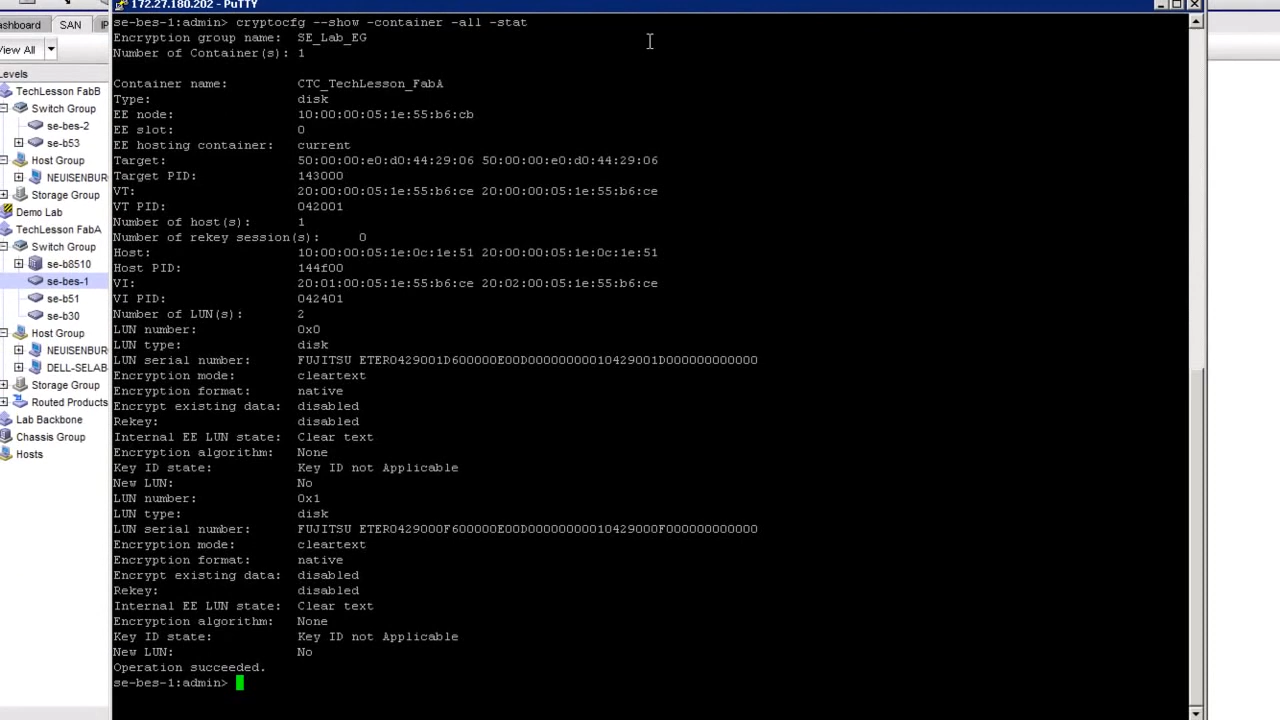 172.27.180.202 - PuTTY
ashboard
SAN
IP
View All
Levels
TechLesson FabB
Switch Group
se-bes-2
se-b53
Host Group
NEUISENBUR
Storage Group
Demo Lab
TechLesson FabA
Switch Group
se-b8510
se-bes-1
se-b51
se-b30
Host Group
NEUISENBUR
DELL-SELAB-
Storage Group
Routed Products
Lab Backbone
Chassis Group
Hosts
se-bes-1:admin> cryptocfg --show -container -all -stat
Encryption group name: SE_Lab_EG
Number of Container(s): 1
Container name: CTC_TechLesson_FabA
Type: disk
EE node: 10:00:00:05:1e:55:b6:cb
EE slot: 0
EE hosting container: current
Target: 50:00:00:e0:d0:44:29:06 50:00:00:e0:d0:44:29:06
Target PID: 143000
VT: 20:00:00:05:1e:55:b6:ce 20:00:00:05:1e:55:b6:ce
VT PID: 042001
Number of host(s): 1
Number of rekey session(s): 0
Host: 10:00:00:05:1e:0c:1e:51 20:00:00:05:1e:0c:1e:51
Host PID: 144f00
VI: 20:01:00:05:1e:55:b6:ce 20:02:00:05:1e:55:b6:ce
VI PID: 042401
Number of LUN(s): 2
LUN number: 0x0
LUN type: disk
LUN serial number: FUJITSU ETER0429001D600000E00D0000000010429001D000000000000
Encryption mode: cleartext
Encryption format: native
Encrypt existing data: disabled
Rekey: disabled
Internal EE LUN state: Clear text
Encryption algorithm: None
Key ID state: Key ID not Applicable
New LUN: No
LUN number: 0x1
LUN type: disk
LUN serial number: FUJITSU ETER0429000F600000E00D0000000010429000F000000000000
Encryption mode: cleartext
Encryption format: native
Encrypt existing data: disabled
Rekey: disabled
Internal EE LUN state: Clear text
Encryption algorithm: None
Key ID state: Key ID not Applicable
New LUN: No
Operation succeeded.
se-bes-1:admin>